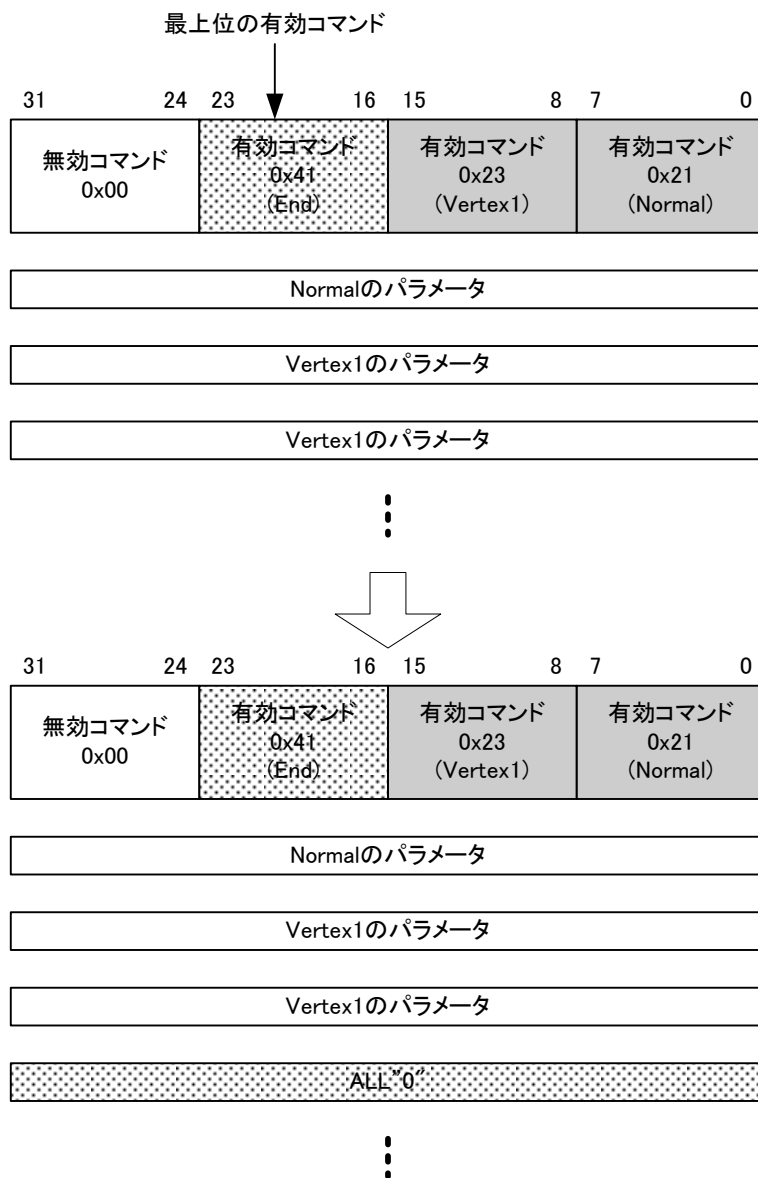 最上位の有効コマンド
31 24 23 16 15 8 7 0
無効コマンド
0x00
有効コマンド
0x41
(End)
有効コマンド
0x23
(Vertex1)
有効コマンド
0x21
(Normal)
Normalのパラメータ
Vertex1のパラメータ
Vertex1のパラメータ
31 24 23 16 15 8 7 0
無効コマンド
0x00
有効コマンド
0x41
(End)
有効コマンド
0x23
(Vertex1)
有効コマンド
0x21
(Normal)
Normalのパラメータ
Vertex1のパラメータ
Vertex1のパラメータ
ALL”0”